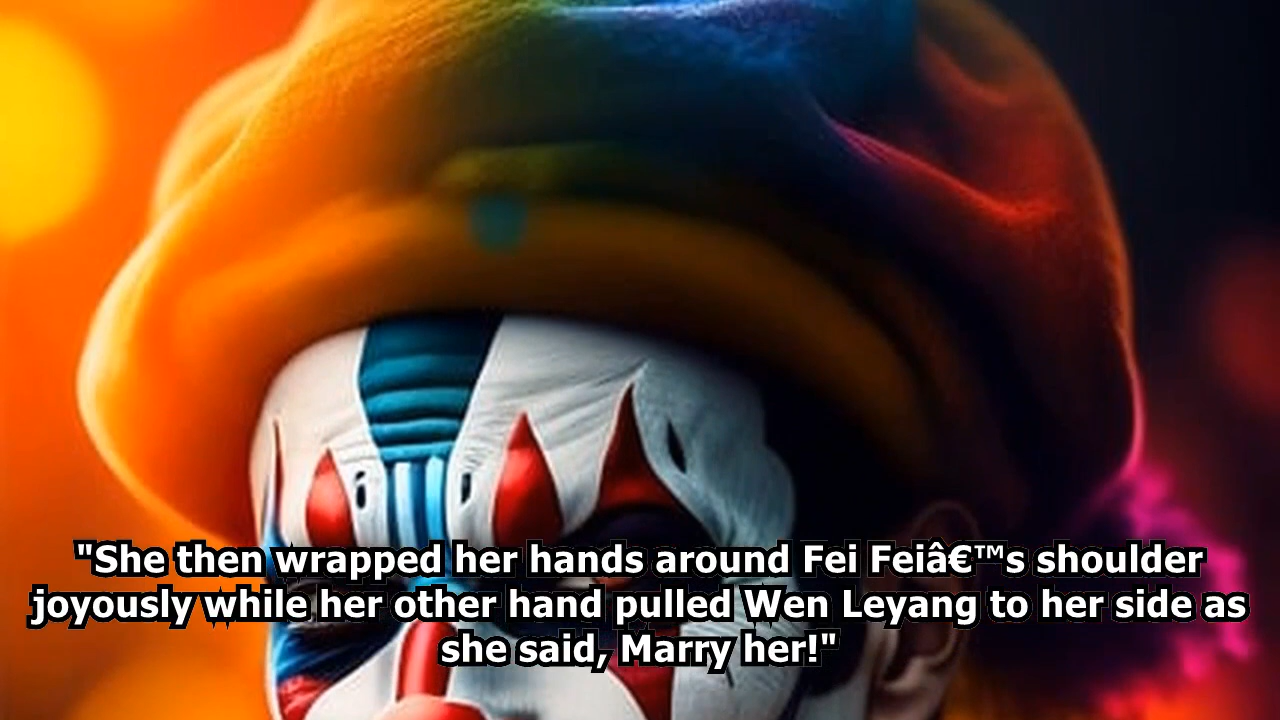 "She then wrapped her hands around Fei Feiâ€™s shoulder
joyously while her other hand pulled Wen Leyang to her side as
she said, Marry her!"